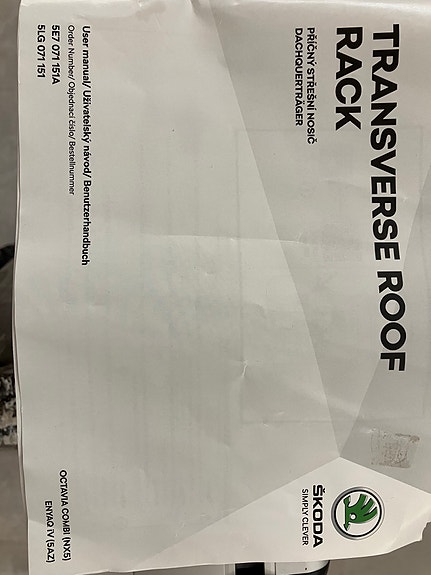 TRANSVERSE ROOF
RACK
PŘÍČNÝ STŘEŠNÍ NOSIČ
DACHQUERTRÄGER
ŠKODA
SIMPLY CLEVER
User manual/ Uživatelský návod/ Benutzerhandbuch
Order Number/ Objednací číslo/ Bestellnummer
5E7 071 151A
5LG 071 151
OCTAVIA COMBI (NX5)
ENYAQ iV (5AZ)